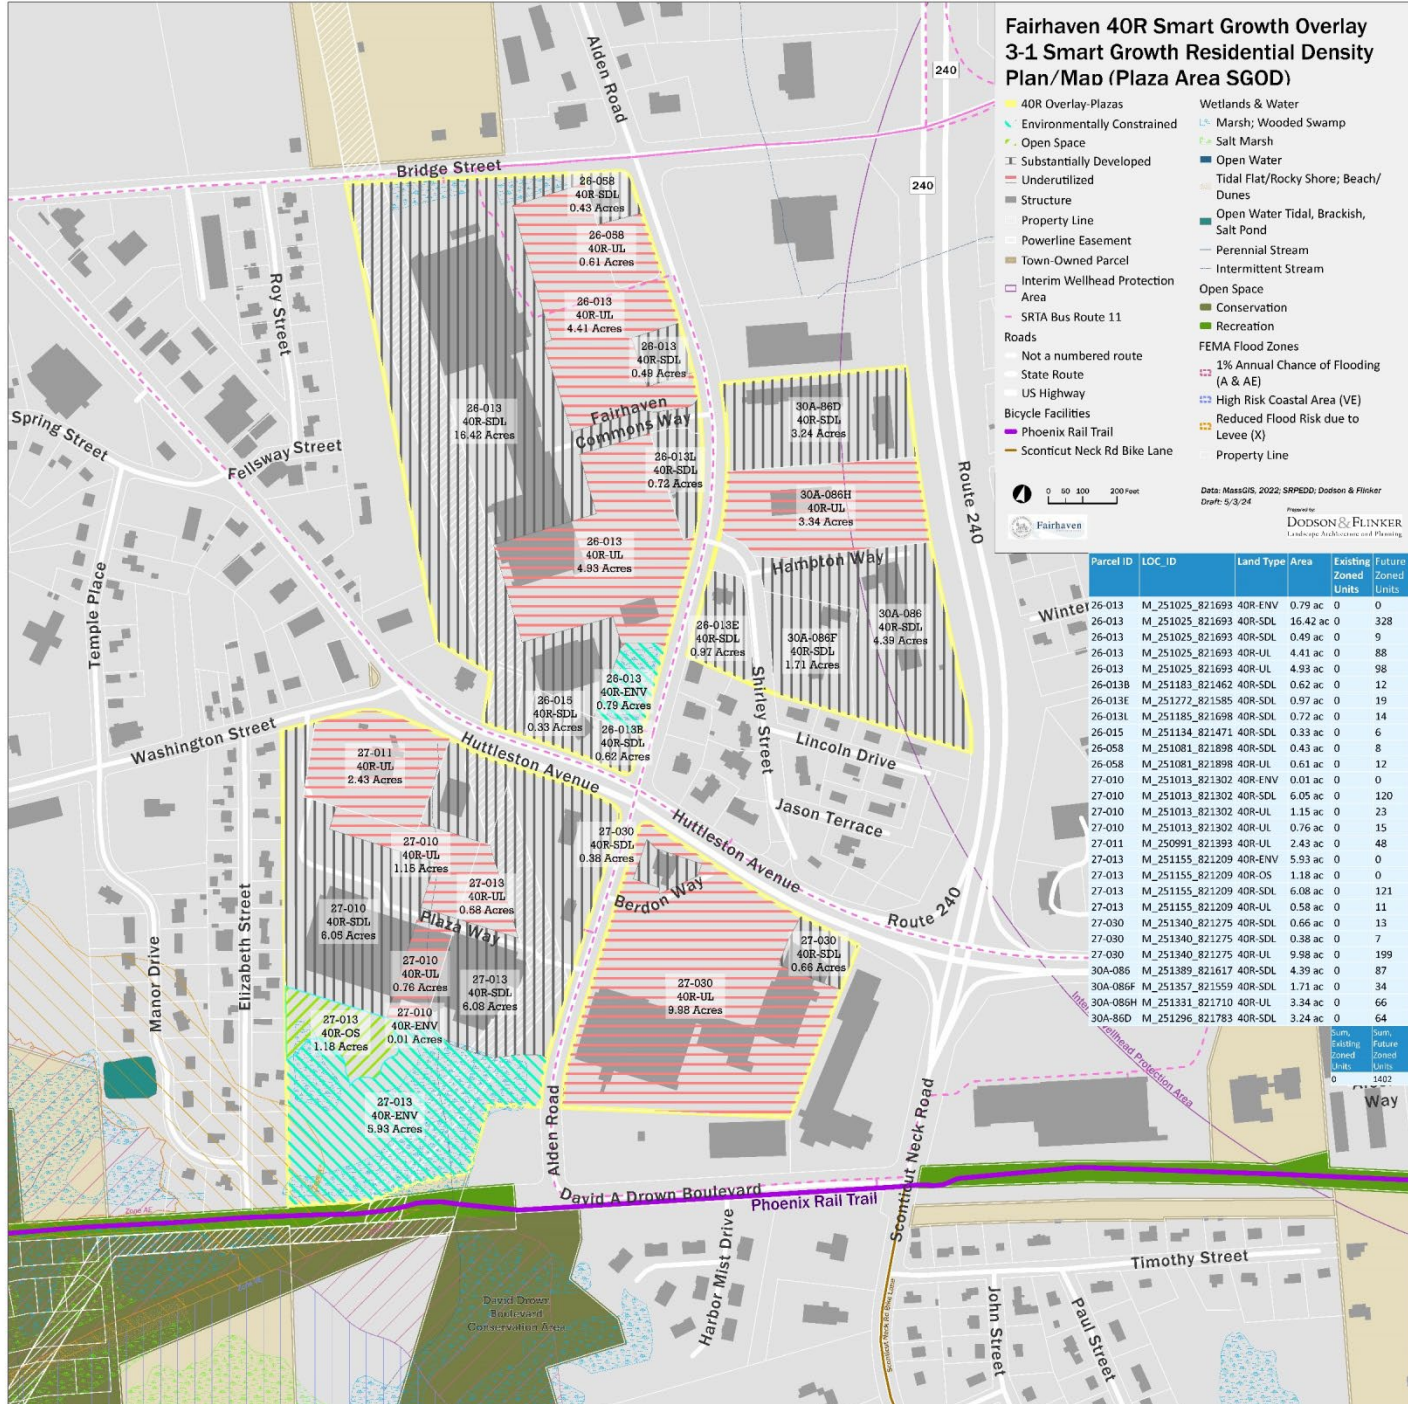 Fairhaven 40R Smart Growth Overlay
3-1 Smart Growth Residential Density
Plan/Map (Plaza Area SGOD)
40R Overlay-Plazas
Environmentally Constrained
Open Space
Substantially Developed
Underutilized
Structure
Property Line
Powerline Easement
Town-Owned Parcel
Interim Wellhead Protection
Area
SRTA Bus Route 11
Roads
Not a numbered route
State Route
US Highway
Bicycle Facilities
Phoenix Rail Trail
Sconticut Neck Rd Bike Lane
Wetlands & Water
Marsh; Wooded Swamp
Salt Marsh
Open Water
Tidal Flat/Rocky Shore; Beach/
Dunes
Open Water Tidal, Brackish,
Salt Pond
Perennial Stream
Intermittent Stream
Open Space
Conservation
Recreation
FEMA Flood Zones
1% Annual Chance of Flooding
(A & AE)
High Risk Coastal Area (VE)
Reduced Flood Risk due to
Levee (X)
Property Line
0 50 100 200 Feet
Data: MassGIS, 2022; SRPEDD; Dodson & Flinker
Draft: 5/3/24
Fairhaven
Prepared by:
DODSON & FLINKER
Landscape Architecture and Planning
Parcel ID LOC_ID Land Type Area Existing Zoned Units Future Zoned Units
26-013 M_251025_821693 40R-ENV 0.79 ac 0 0
26-013 M_251025_821693 40R-SDL 16.42 ac 0 328
26-013 M_251025_821693 40R-SDL 0.49 ac 0 9
26-013 M_251025_821693 40R-UL 4.41 ac 0 88
26-013 M_251025_821693 40R-UL 4.93 ac 0 98
26-013B M_251183_821462 40R-SDL 0.62 ac 0 12
26-013E M_251272_821585 40R-SDL 0.97 ac 0 19
26-013L M_251185_821698 40R-SDL 0.72 ac 0 14
26-015 M_251134_821471 40R-SDL 0.33 ac 0 6
26-058 M_251081_821898 40R-SDL 0.43 ac 0 8
26-058 M_251081_821898 40R-UL 0.61 ac 0 12
27-010 M_251013_821302 40R-ENV 0.01 ac 0 0
27-010 M_251013_821302 40R-SDL 6.05 ac 0 120
27-010 M_251013_821302 40R-UL 1.15 ac 0 23
27-010 M_251013_821302 40R-UL 0.76 ac 0 15
27-011 M_250991_821393 40R-UL 2.43 ac 0 48
27-013 M_251155_821209 40R-ENV 5.93 ac 0 0
27-013 M_251155_821209 40R-OS 1.18 ac 0 0
27-013 M_251155_821209 40R-SDL 6.08 ac 0 121
27-013 M_251155_821209 40R-UL 0.58 ac 0 11
27-030 M_251340_821275 40R-SDL 0.66 ac 0 13
27-030 M_251340_821275 40R-SDL 0.38 ac 0 7
27-030 M_251340_821275 40R-UL 9.98 ac 0 199
30A-086 M_251389_821617 40R-SDL 4.39 ac 0 87
30A-086F M_251357_821559 40R-SDL 1.71 ac 0 34
30A-086H M_251331_821710 40R-UL 3.34 ac 0 66
30A-86D M_251296_821783 40R-SDL 3.24 ac 0 64
Sum, Existing Zoned Units Sum, Future Zoned Units
0 1402
Alden Road
240
240
Bridge Street
26-058
40R-SDL
0.43 Acres
26-058
40R-UL
0.61 Acres
26-013
40R-UL
4.41 Acres
26-013
40R-SDL
0.49 Acres
Roy Street
Fairhaven
Commons Way
26-013
40R-SDL
16.42 Acres
26-013L
40R-SDL
0.72 Acres
30A-86D
40R-SDL
3.24 Acres
Spring Street
Fellsway Street
Route 240
30A-086H
40R-UL
3.34 Acres
26-013
40R-UL
4.93 Acres
Hampton Way
Temple Place
26-013E
40R-SDL
0.97 Acres
30A-086F
40R-SDL
1.71 Acres
30A-086
40R-SDL
4.39 Acres
Winter
26-013
40R-ENV
0.79 Acres
26-015
40R-SDL
0.33 Acres
26-013B
40R-SDL
0.62 Acres
Shirley Street
Washington Street
Huttleston Avenue
Lincoln Drive
27-011
40R-UL
2.43 Acres
Jason Terrace
Huttleston Avenue
27-030
40R-SDL
0.38 Acres
27-010
40R-UL
1.15 Acres
27-013
40R-UL
0.58 Acres
Berdon Way
Route 240
Plaza Way
27-010
40R-SDL
6.05 Acres
27-030
40R-SDL
0.66 Acres
Elizabeth Street
Manor Drive
27-010
40R-UL
0.76 Acres
27-013
40R-SDL
6.08 Acres
27-030
40R-UL
9.98 Acres
27-013
40R-OS
1.18 Acres
27-010
40R-ENV
0.01 Acres
27-013
40R-ENV
5.93 Acres
Wellhead Protection Area
Way
Alden Road
Sconticut Neck Road
David A Drown Boulevard
Phoenix Rail Trail
Zone AE
Harbor Mist Drive
Timothy Street
John Street
Paul Street
David Drown
Boulevard
Conservation Area
Sconticut Neck Rd Bike Lane